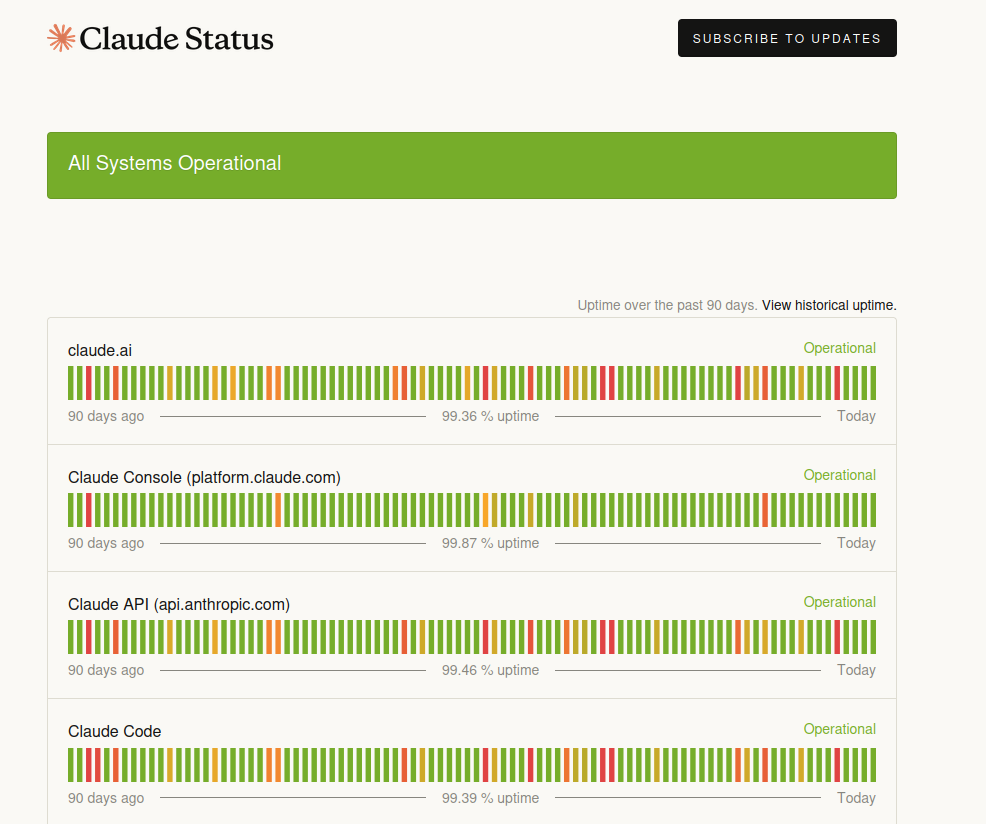 Claude Status
SUBSCRIBE TO UPDATES
All Systems Operational
Uptime over the past 90 days. View historical uptime.
claude.ai
Operational
90 days ago
99.36 % uptime
Today
Claude Console (platform.claude.com)
Operational
90 days ago
99.87 % uptime
Today
Claude API (api.anthropic.com)
Operational
90 days ago
99.46 % uptime
Today
Claude Code
Operational
90 days ago
99.39 % uptime
Today